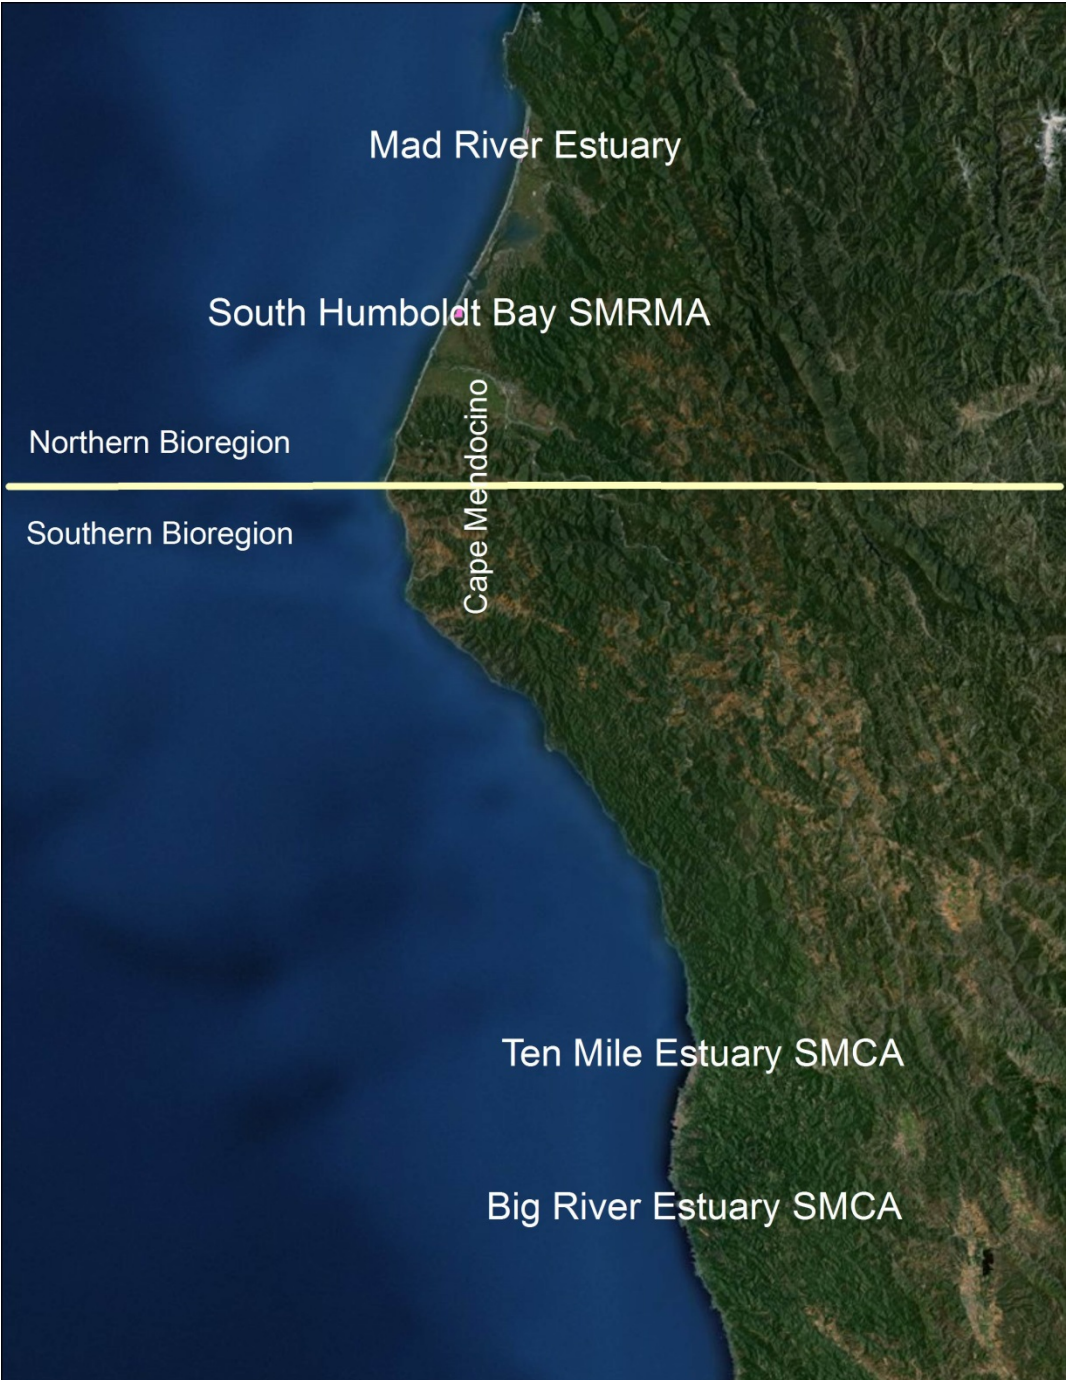 Mad River Estuary
South Humboldt Bay SMRMA
Northern Bioregion
Cape Mendocino
Southern Bioregion
Ten Mile Estuary SMCA
Big River Estuary SMCA